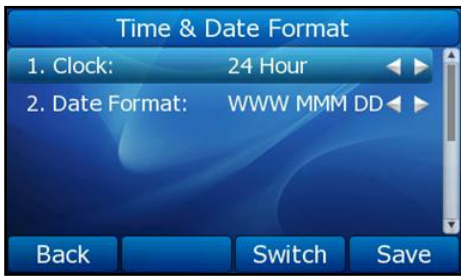 Time & Date Format
1. Clock: 24 Hour
2. Date Format: WWW MMM DD
Back Switch Save